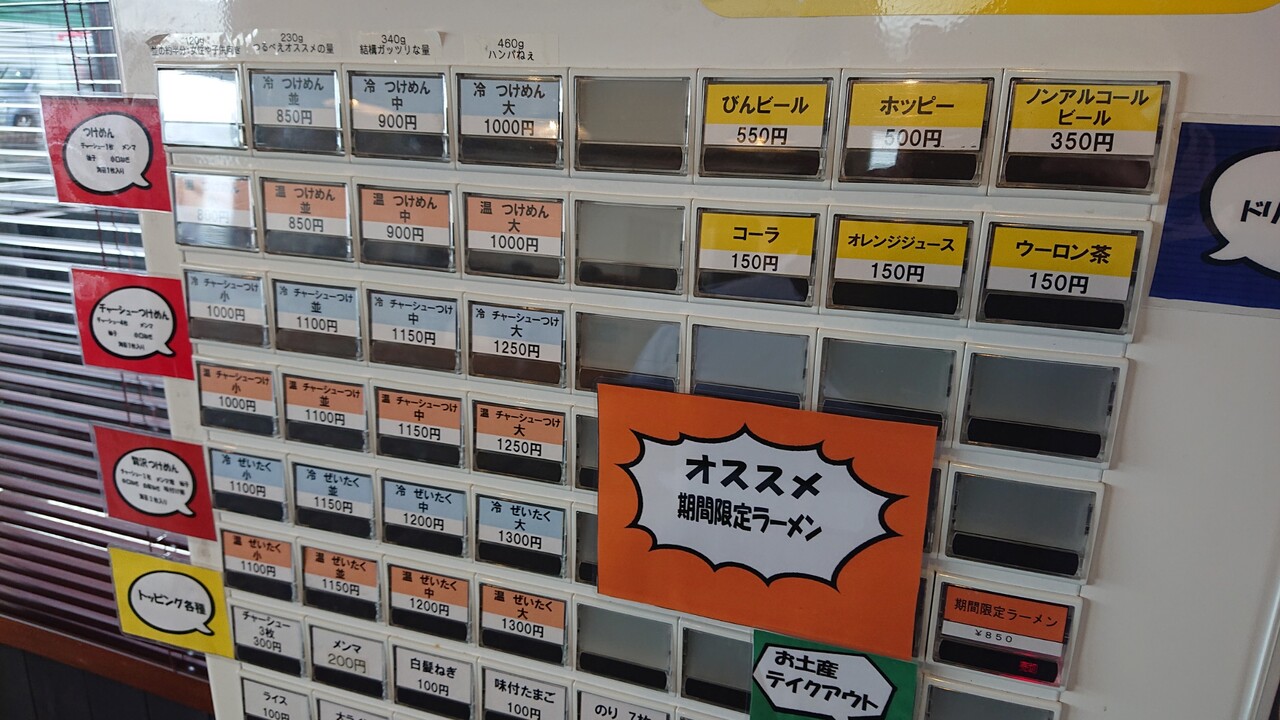 230g
つるべえオススメの量
340g
結構ガッツリな量
460g
ハンパねぇ
冷 つけめん
並
850円
冷 つけめん
中
900円
冷 つけめん
大
1000円
びんビール
550円
ホッピー
500円
ノンアルコール
ビール
350円
つけめん
850円
温 つけめん
並
850円
温 つけめん
中
900円
温 つけめん
大
1000円
コーラ
150円
オレンジジュース
150円
ウーロン茶
150円
ドリ
チャーシューつけめん
冷 チャーシューつけ
小
1000円
冷 チャーシューつけ
並
1100円
冷 チャーシューつけ
中
1150円
冷 チャーシューつけ
大
1250円
温 チャーシューつけ
小
1000円
温 チャーシューつけ
並
1100円
温 チャーシューつけ
中
1150円
温 チャーシューつけ
大
1250円
オススメ
期間限定ラーメン
贅沢つけめん
冷 ぜいたく
小
1100円
冷 ぜいたく
並
1150円
冷 ぜいたく
中
1200円
冷 ぜいたく
大
1300円
温 ぜいたく
小
1100円
温 ぜいたく
並
1150円
温 ぜいたく
中
1200円
温 ぜいたく
大
1300円
期間限定ラーメン
¥850
トッピング各種
チャーシュー
3枚
300円
メンマ
200円
白髪ねぎ
100円
味付たまご
100円
のり 7枚
お土産
テイクアウト
ライス
100円